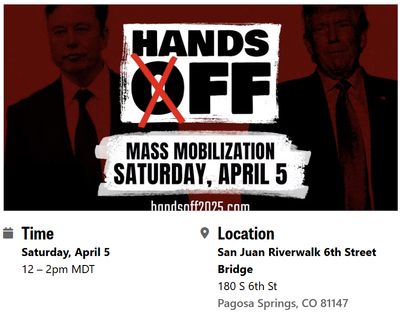 HANDS
OFF
MASS MOBILIZATION
SATURDAY, APRIL 5
handsoff2025.com
Time
Saturday, April 5
12 – 2pm MDT
Location
San Juan Riverwalk 6th Street
Bridge
180 S 6th St
Pagosa Springs, CO 81147